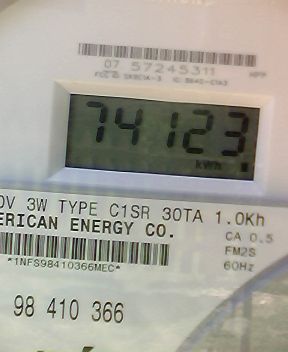 07 57245311
74123
kWh
0V 3W TYPE C1SR 30TA 1.0Kh
ERICAN ENERGY CO.
CA 0.5
FM2S
60Hz
*1NFS98410366MEC*
98 410 366